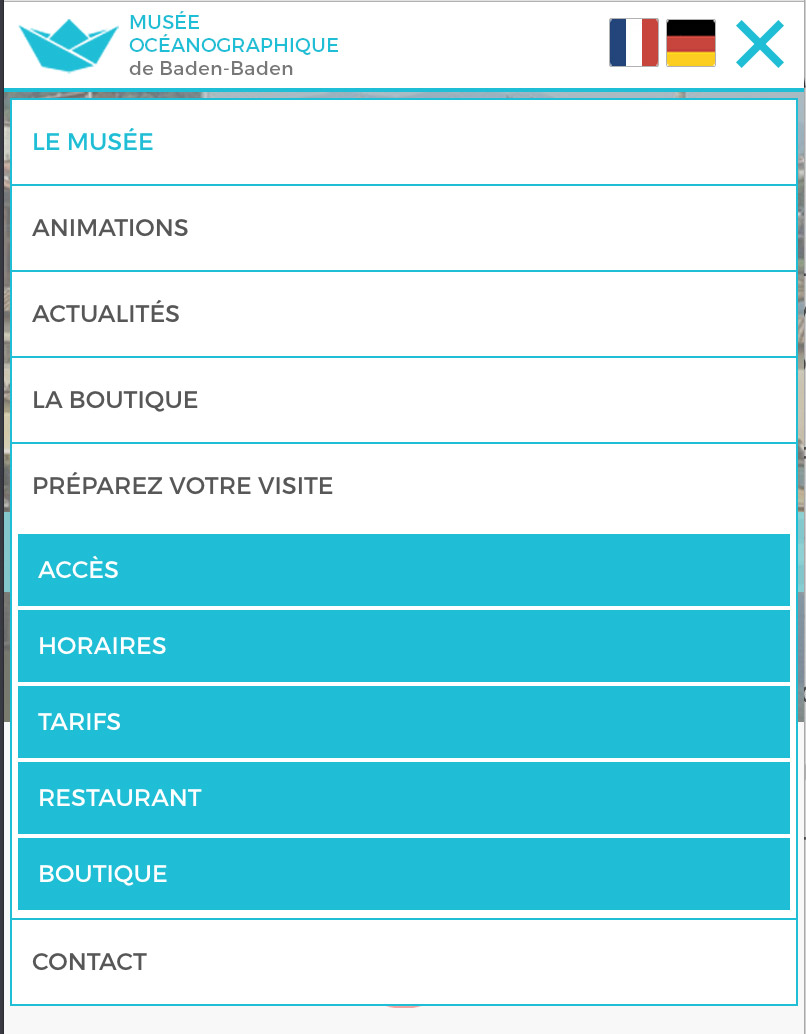 MUSÉE
OCÉANOGRAPHIQUE
de Baden-Baden
LE MUSÉE
ANIMATIONS
ACTUALITÉS
LA BOUTIQUE
PRÉPAREZ VOTRE VISITE
ACCÈS
HORAIRES
TARIFS
RESTAURANT
BOUTIQUE
CONTACT